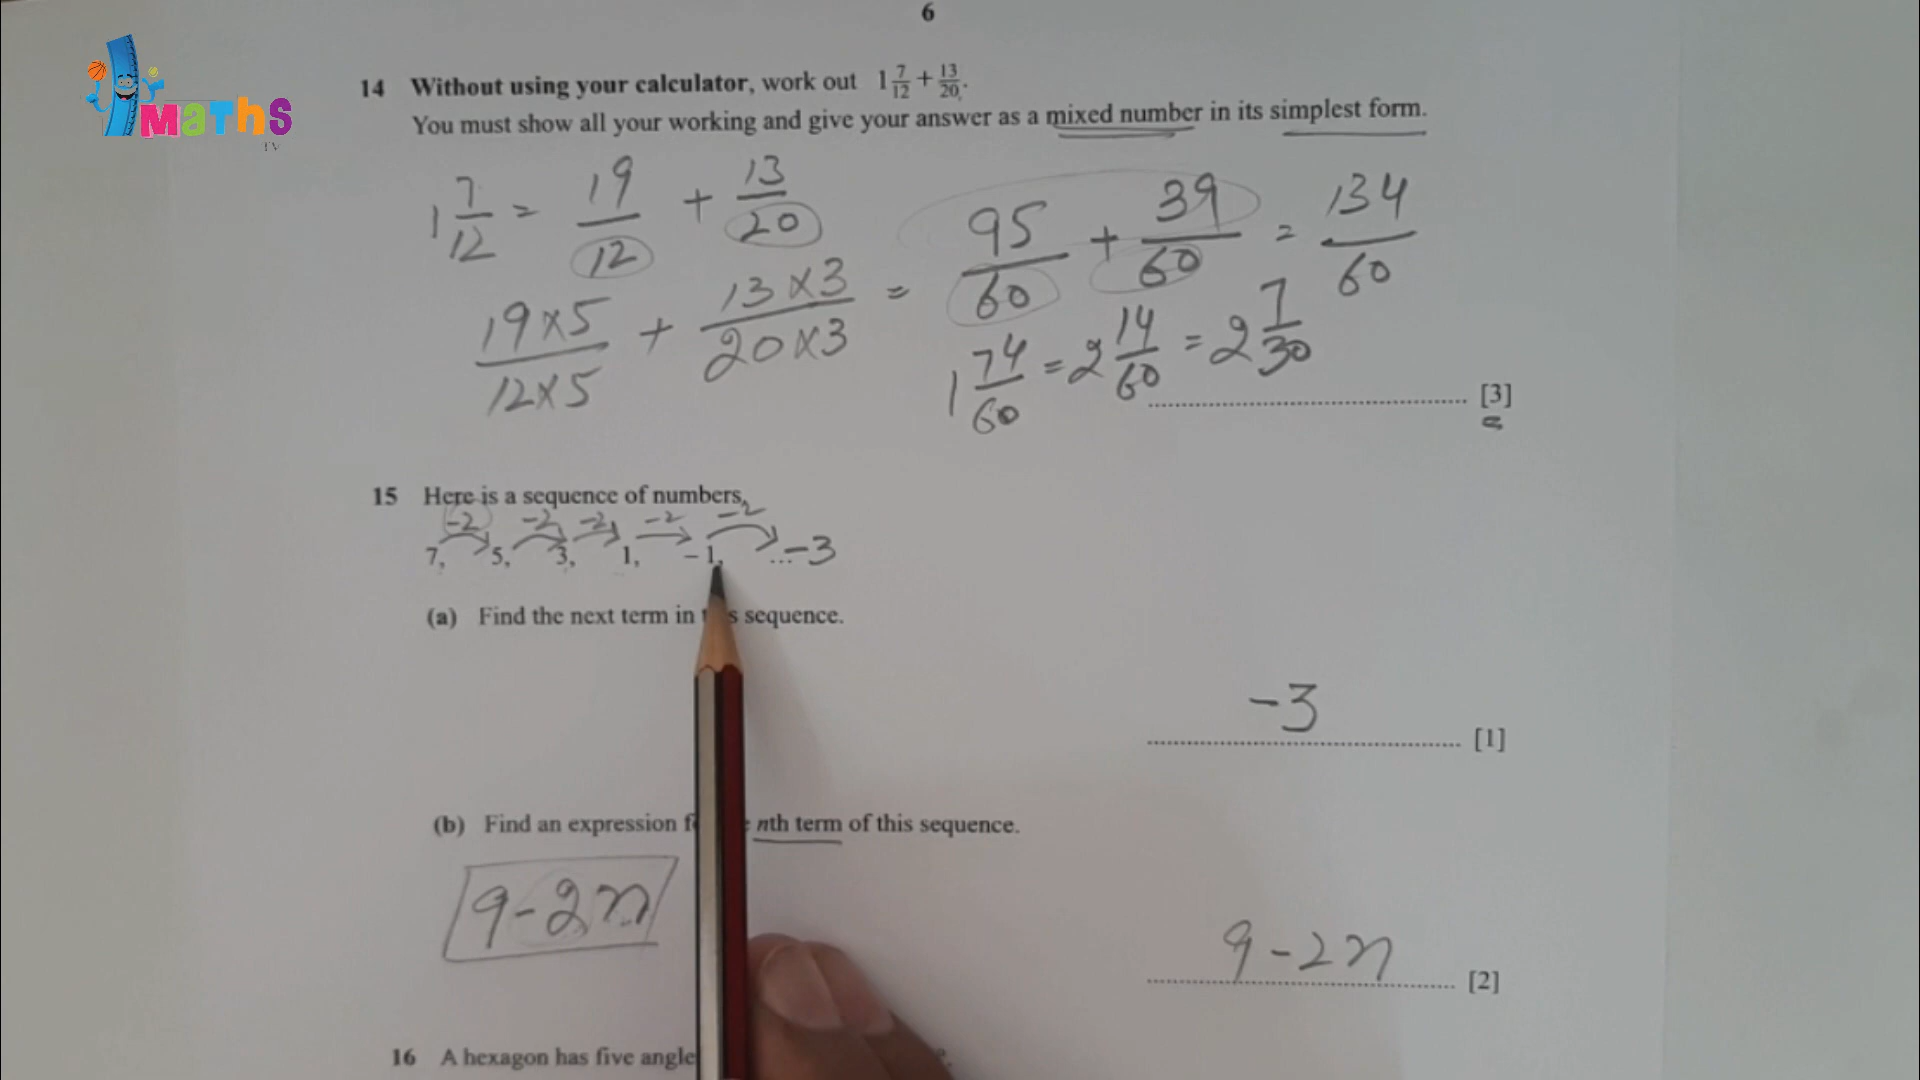 6
MaTHS
TV
14 Without using your calculator, work out 1 7/12 + 13/20.
You must show all your working and give your answer as a mixed number in its simplest form.
1 7/12 = 19/12 + 13/20
19×5/12×5 + 13×3/20×3 = 95/60 + 39/60 = 134/60
1 74/60 = 2 14/60 = 2 7/30
[3]
15 Here is a sequence of numbers.
-2 -2 -2 -2 -2
7, 5, 3, 1, –1, ... -3
(a) Find the next term in sequence.
-3
[1]
(b) Find an expression nth term of this sequence.
9-2n
9-2n
[2]
16 A hexagon has five angle